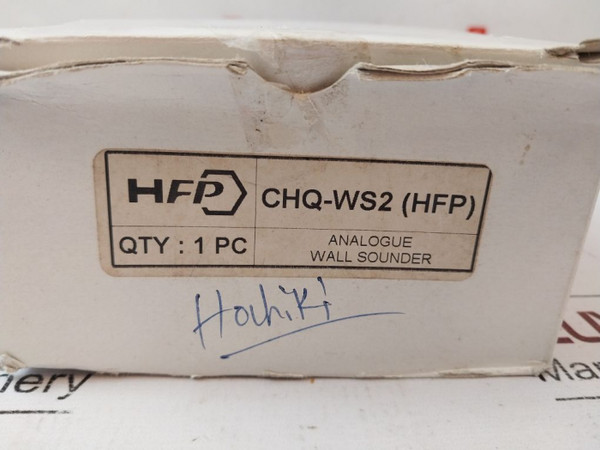 HFP
CHQ-WS2 (HFP)
QTY : 1 PC
ANALOGUE
WALL SOUNDER
Hochiki